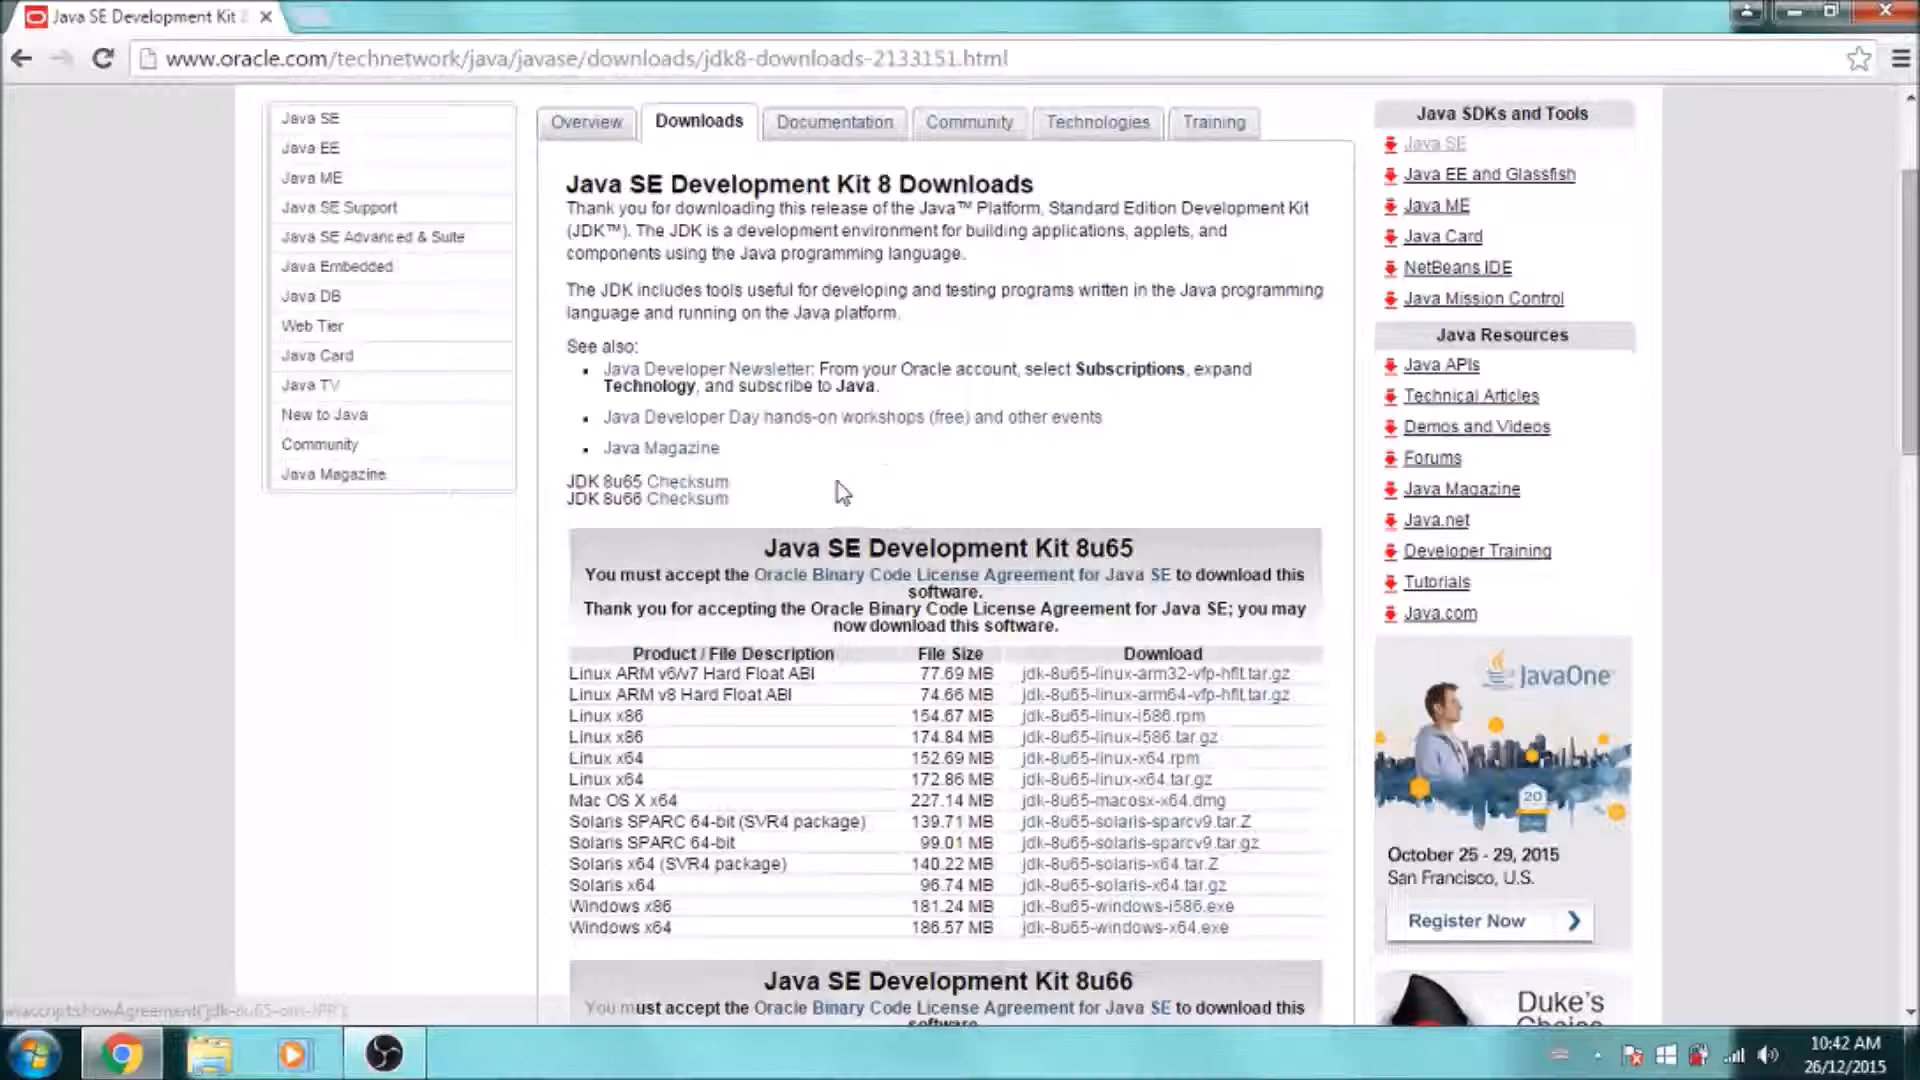 Java SE Development Kit 8
www.oracle.com/technetwork/java/javase/downloads/jdk8-downloads-2133151.html
Java SE
Java EE
Java ME
Java SE Support
Java SE Advanced & Suite
Java Embedded
Java DB
Web Tier
Java Card
Java TV
New to Java
Community
Java Magazine
Overview
Downloads
Documentation
Community
Technologies
Training
Java SE Development Kit 8 Downloads
Thank you for downloading this release of the Java™ Platform, Standard Edition Development Kit
(JDK™). The JDK is a development environment for building applications, applets, and
components using the Java programming language.
The JDK includes tools useful for developing and testing programs written in the Java programming
language and running on the Java platform.
See also:
Java Developer Newsletter: From your Oracle account, select Subscriptions, expand
Technology, and subscribe to Java.
Java Developer Day hands-on workshops (free) and other events
Java Magazine
JDK 8u65 Checksum
JDK 8u66 Checksum
Java SE Development Kit 8u65
You must accept the Oracle Binary Code License Agreement for Java SE to download this
software.
Thank you for accepting the Oracle Binary Code License Agreement for Java SE; you may
now download this software.
Product / File Description File Size Download
Linux ARM v6/v7 Hard Float ABI 77.69 MB jdk-8u65-linux-arm32-vfp-hflt.tar.gz
Linux ARM v8 Hard Float ABI 74.66 MB jdk-8u65-linux-arm64-vfp-hflt.tar.gz
Linux x86 154.67 MB jdk-8u65-linux-i586.rpm
Linux x86 174.84 MB jdk-8u65-linux-i586.tar.gz
Linux x64 152.69 MB jdk-8u65-linux-x64.rpm
Linux x64 172.86 MB jdk-8u65-linux-x64.tar.gz
Mac OS X x64 227.14 MB jdk-8u65-macosx-x64.dmg
Solaris SPARC 64-bit (SVR4 package) 139.71 MB jdk-8u65-solaris-sparcv9.tar.Z
Solaris SPARC 64-bit 99.01 MB jdk-8u65-solaris-sparcv9.tar.gz
Solaris x64 (SVR4 package) 140.22 MB jdk-8u65-solaris-x64.tar.Z
Solaris x64 96.74 MB jdk-8u65-solaris-x64.tar.gz
Windows x86 181.24 MB jdk-8u65-windows-i586.exe
Windows x64 186.57 MB jdk-8u65-windows-x64.exe
Java SE Development Kit 8u66
You must accept the Oracle Binary Code License Agreement for Java SE to download this
software
Java SDKs and Tools
Java SE
Java EE and Glassfish
Java ME
Java Card
NetBeans IDE
Java Mission Control
Java Resources
Java APIs
Technical Articles
Demos and Videos
Forums
Java Magazine
Java.net
Developer Training
Tutorials
Java.com
JavaOne
20
October 25 - 29, 2015
San Francisco, U.S.
Register Now
Duke's
Choice
10:42 AM
26/12/2015